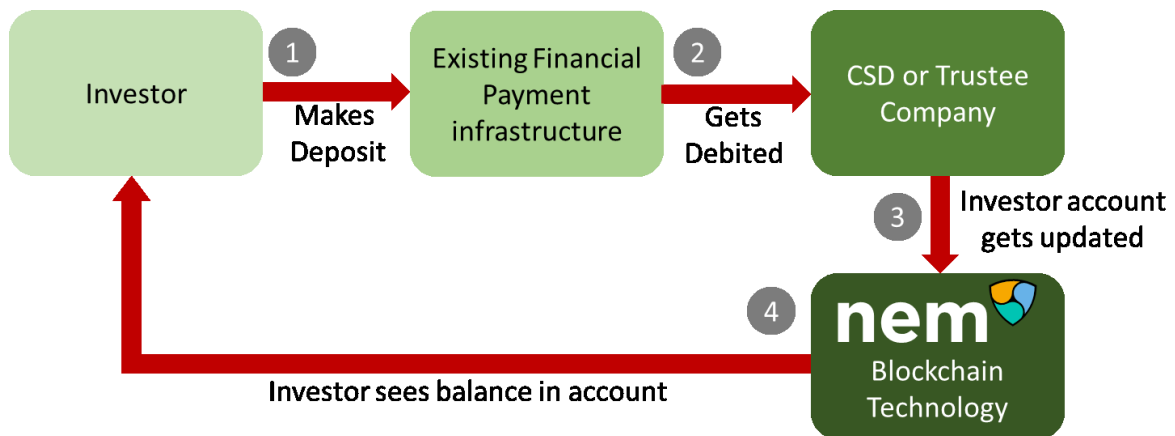 Investor
1
Makes
Deposit
Existing Financial
Payment
infrastructure
2
Gets
Debited
CSD or Trustee
Company
3
Investor account
gets updated
4
nem
Blockchain
Technology
Investor sees balance in account